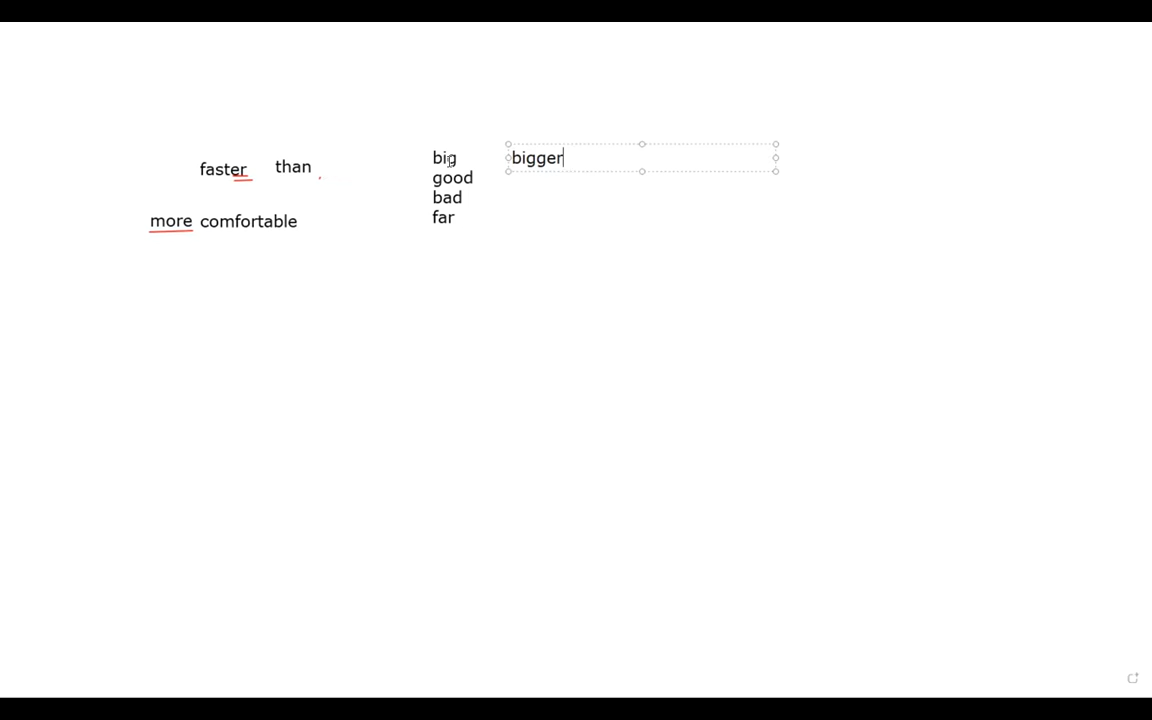 faster than
more comfortable
big bigger
good
bad
far